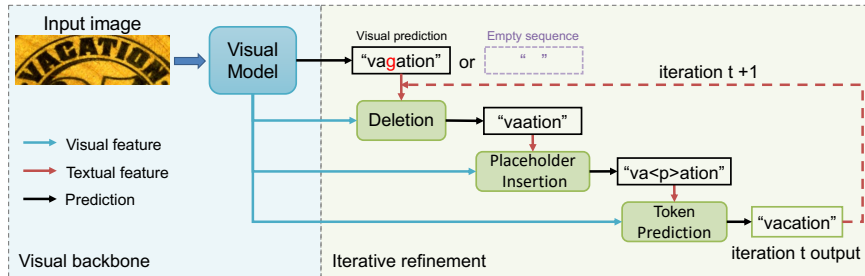 Input image
VACATION
Visual
Model
Visual prediction
"vagation"
or
Empty sequence
" "
iteration t +1
Deletion
"vaation"
Placeholder
Insertion
"va<p>ation"
Token
Prediction
"vacation"
iteration t output
Visual feature
Textual feature
Prediction
Visual backbone
Iterative refinement